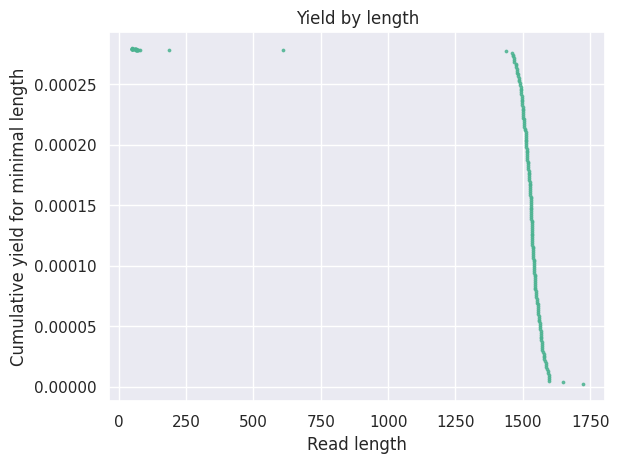 Yield by length
Cumulative yield for minimal length
0.00025
0.00020
0.00015
0.00010
0.00005
0.00000
0 250 500 750 1000 1250 1500 1750
Read length